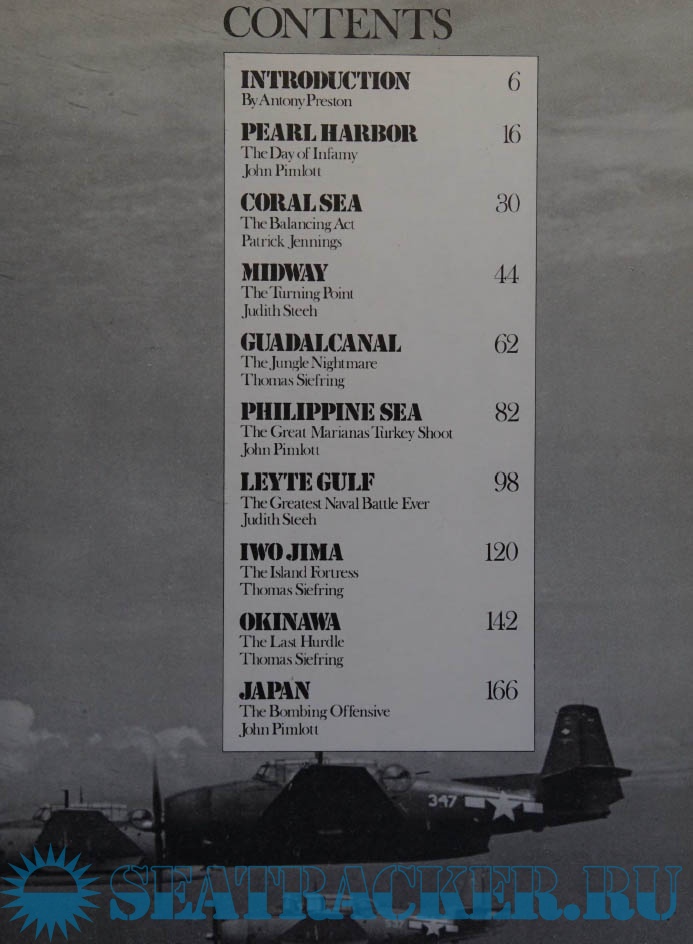 CONTENTS
INTRODUCTION 6
By Antony Preston
PEARL HARBOR 16
The Day of Infamy
John Pimlott
CORAL SEA 30
The Balancing Act
Patrick Jennings
MIDWAY 44
The Turning Point
Judith Steeh
GUADALCANAL 62
The Jungle Nightmare
Thomas Siefring
PHILIPPINE SEA 82
The Great Marianas Turkey Shoot
John Pimlott
LEYTE GULF 98
The Greatest Naval Battle Ever
Judith Steeh
IWO JIMA 120
The Island Fortress
Thomas Siefring
OKINAWA 142
The Last Hurdle
Thomas Siefring
JAPAN 166
The Bombing Offensive
John Pimlott
347
SEATRACKER.RU
337